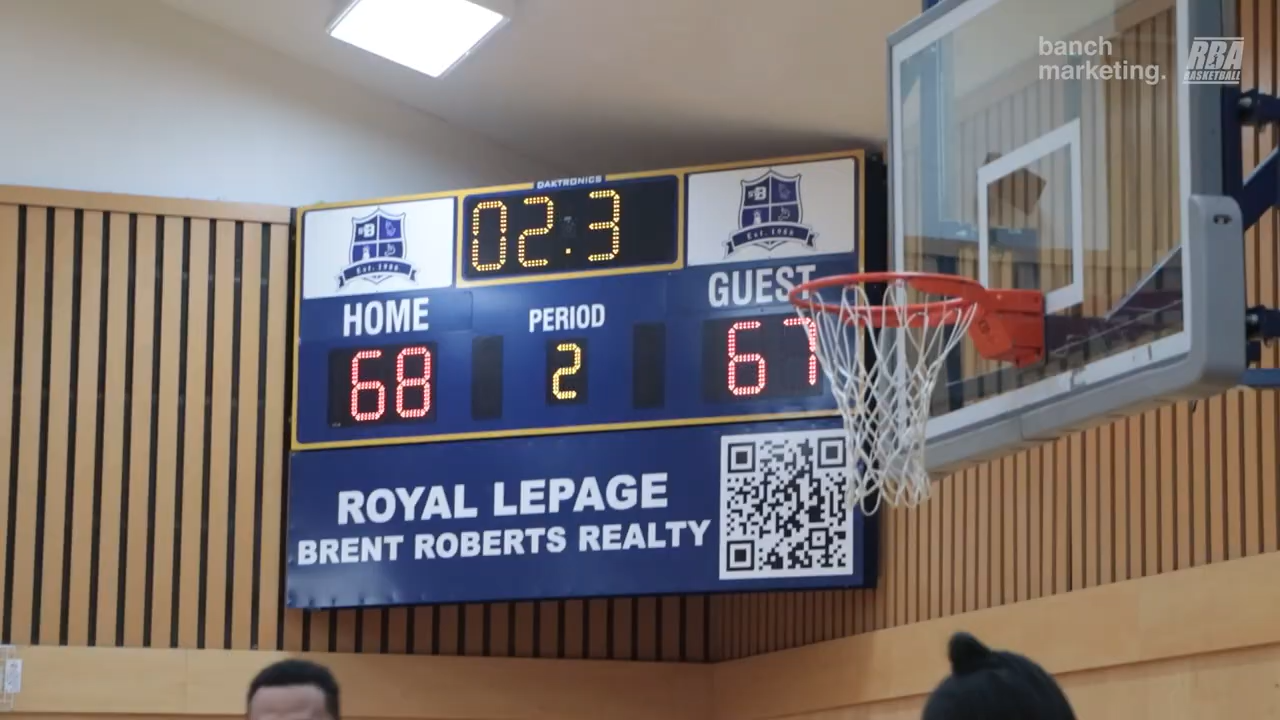 banch
marketing.
RBA
BASKETBALL
DAKTRONICS
02.3
B
Est. 1986
B
Est. 1986
HOME
PERIOD
GUEST
68
2
67
ROYAL LEPAGE
BRENT ROBERTS REALTY